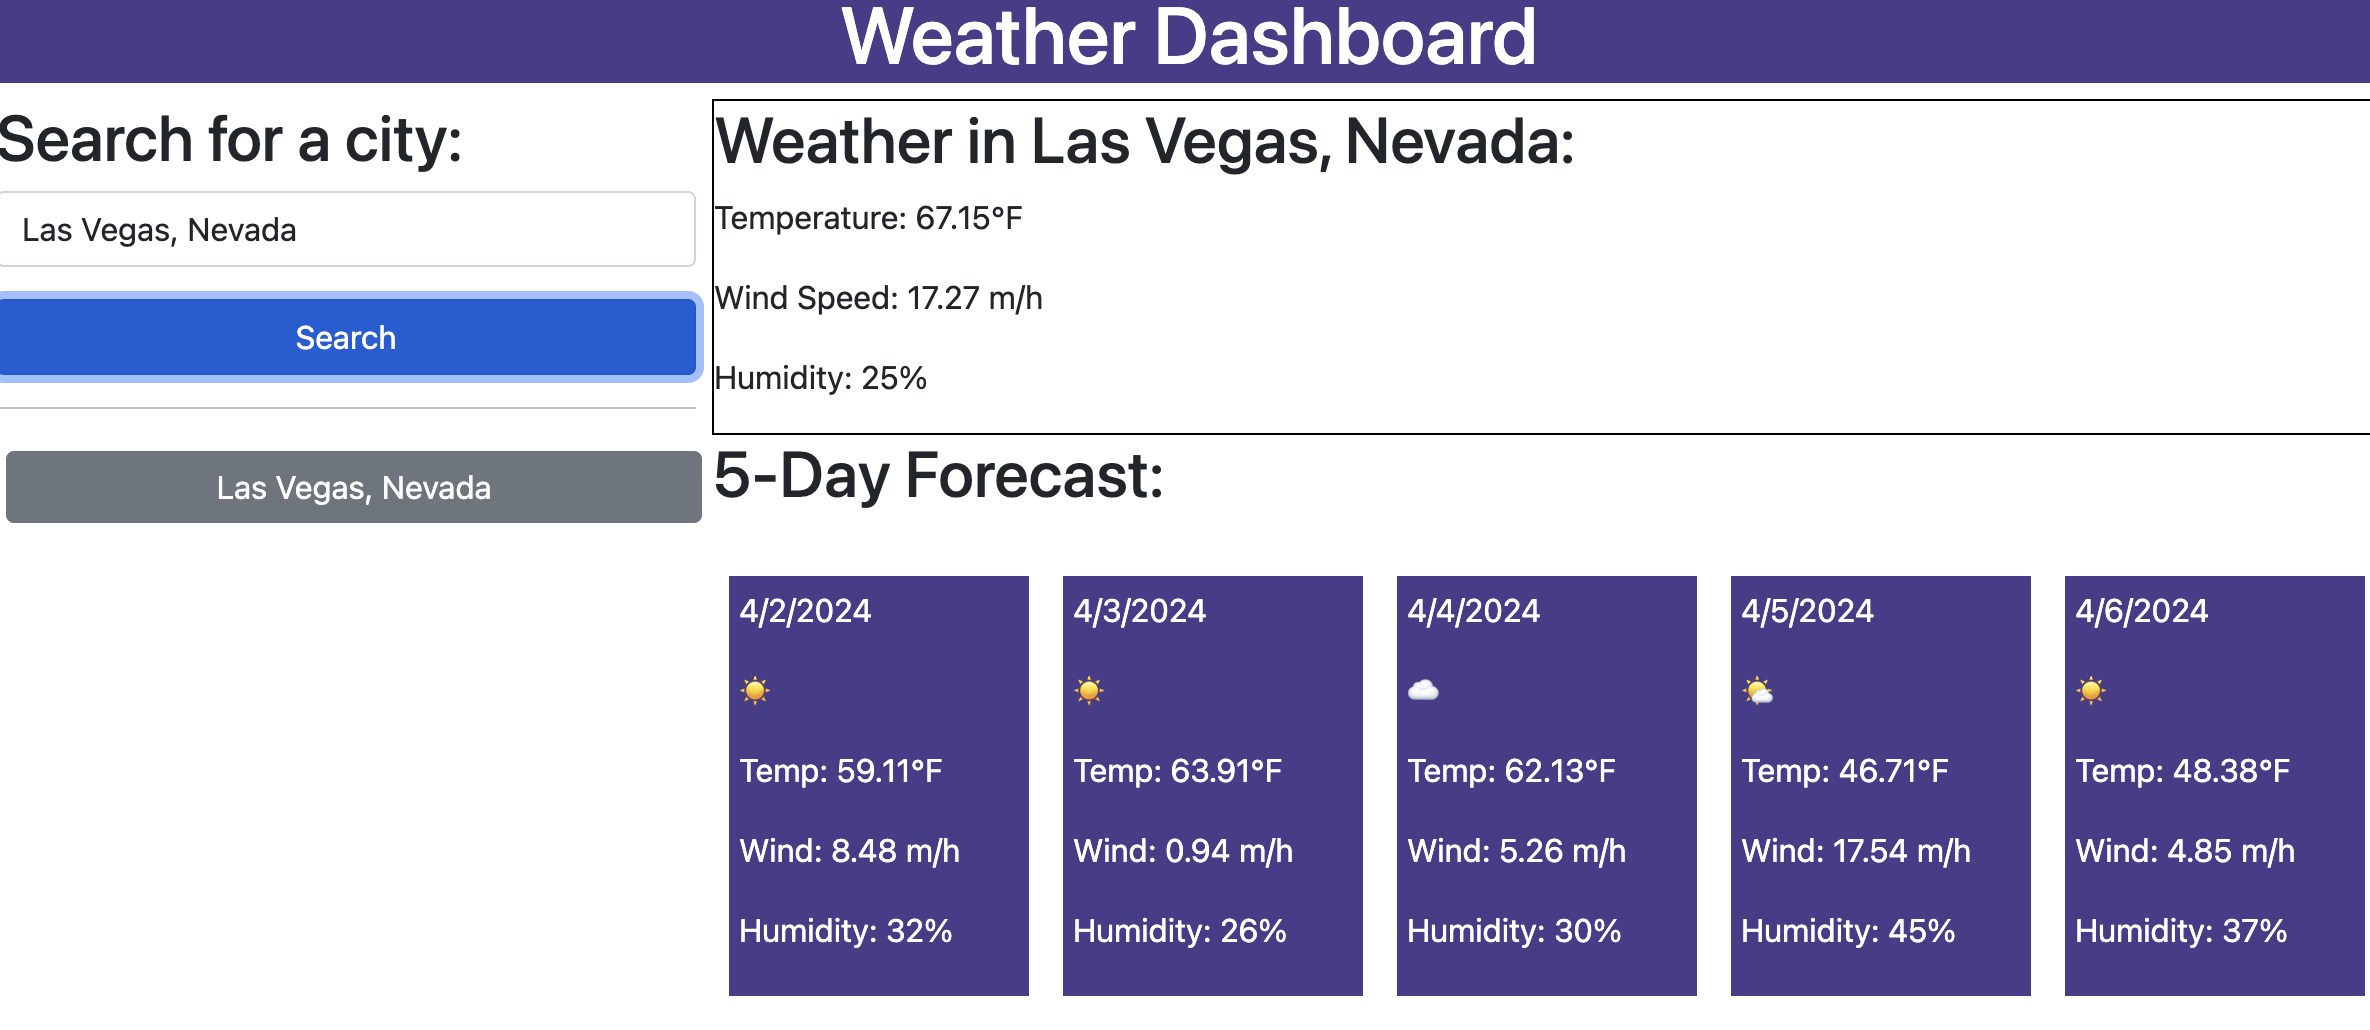 Weather Dashboard
Search for a city:
Las Vegas, Nevada
Search
Las Vegas, Nevada
Weather in Las Vegas, Nevada:
Temperature: 67.15°F
Wind Speed: 17.27 m/h
Humidity: 25%
5-Day Forecast:
4/2/2024
Temp: 59.11°F
Wind: 8.48 m/h
Humidity: 32%
4/3/2024
Temp: 63.91°F
Wind: 0.94 m/h
Humidity: 26%
4/4/2024
Temp: 62.13°F
Wind: 5.26 m/h
Humidity: 30%
4/5/2024
Temp: 46.71°F
Wind: 17.54 m/h
Humidity: 45%
4/6/2024
Temp: 48.38°F
Wind: 4.85 m/h
Humidity: 37%